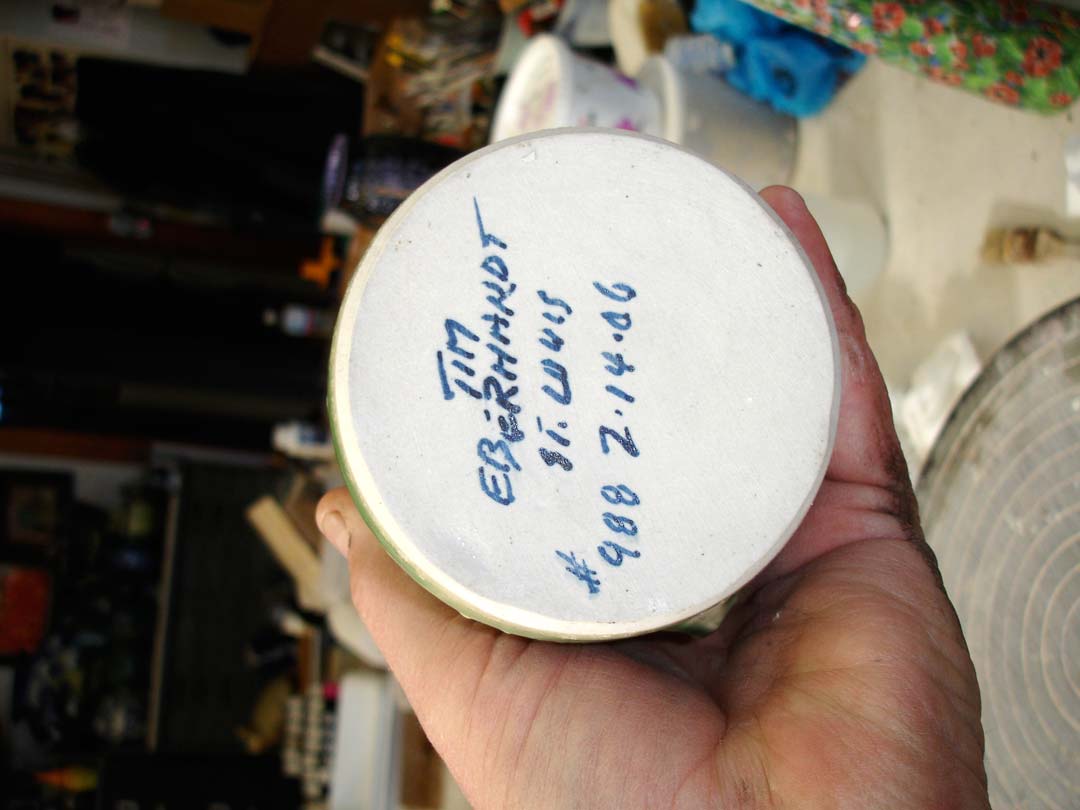 TIM
EBERHARDT
ST. LOUIS
#988 2.14.06